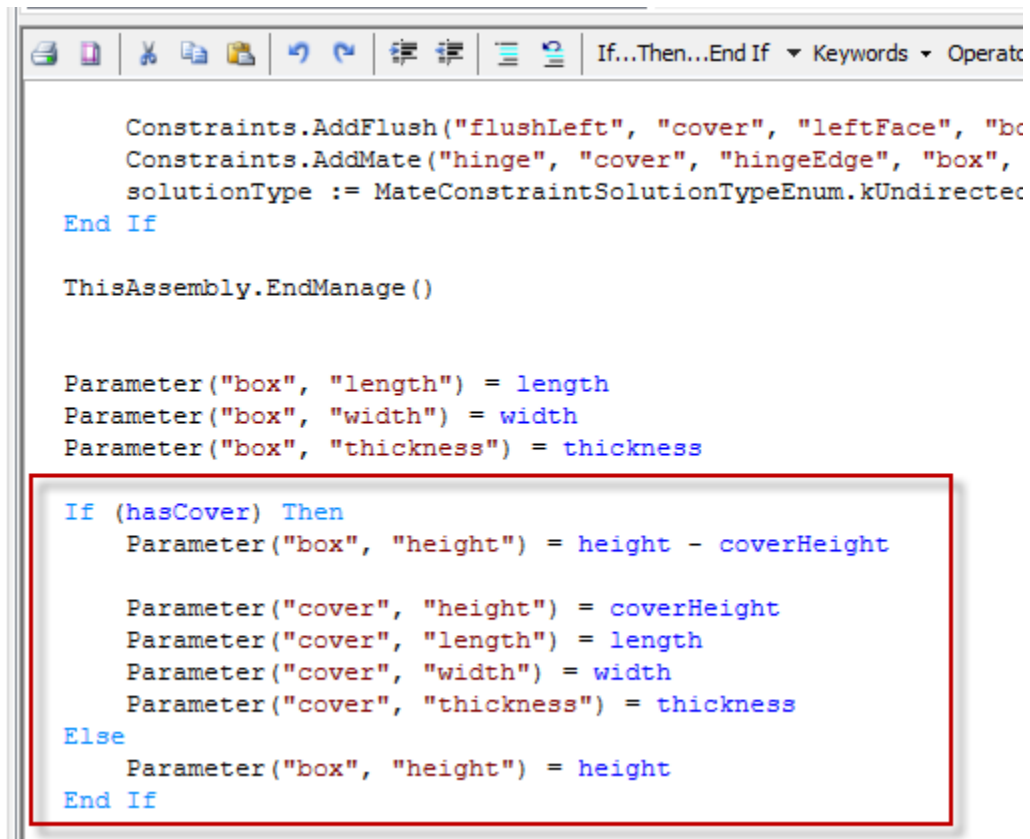 If...Then...End If Keywords Operato
Constraints.AddFlush("flushLeft", "cover", "leftFace", "bo
Constraints.AddMate("hinge", "cover", "hingeEdge", "box",
solutionType := MateConstraintSolutionTypeEnum.kUndirected
End If
ThisAssembly.EndManage()
Parameter("box", "length") = length
Parameter("box", "width") = width
Parameter("box", "thickness") = thickness
If (hasCover) Then
Parameter("box", "height") = height - coverHeight
Parameter("cover", "height") = coverHeight
Parameter("cover", "length") = length
Parameter("cover", "width") = width
Parameter("cover", "thickness") = thickness
Else
Parameter("box", "height") = height
End If